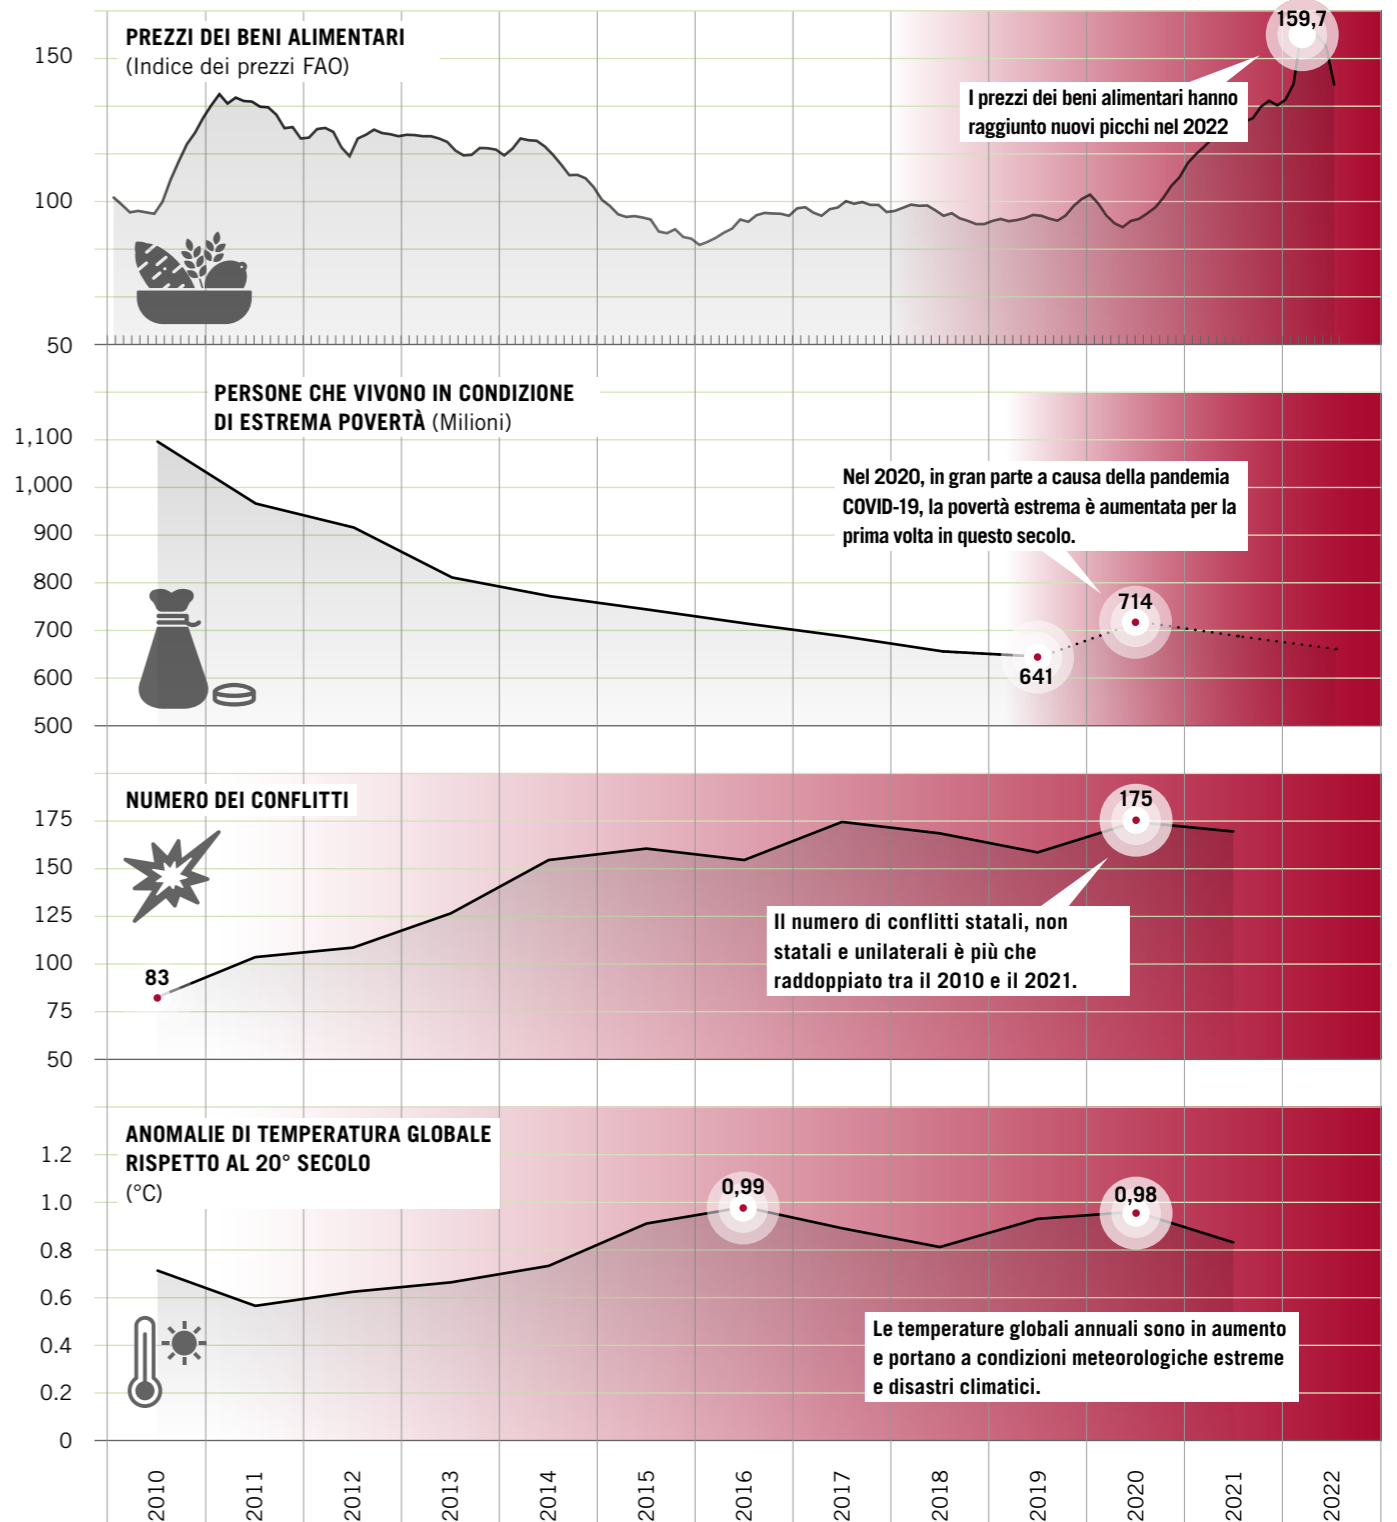 PREZZI DEI BENI ALIMENTARI
(Indice dei prezzi FAO)
159,7
I prezzi dei beni alimentari hanno
raggiunto nuovi picchi nel 2022
150
100
50
PERSONE CHE VIVONO IN CONDIZIONE
DI ESTREMA POVERTÀ (Milioni)
1,100
1,000
900
800
700
600
500
Nel 2020, in gran parte a causa della pandemia
COVID-19, la povertà estrema è aumentata per la
prima volta in questo secolo.
714
641
NUMERO DEI CONFLITTI
175
150
125
100
75
50
83
175
Il numero di conflitti statali, non
statali e unilaterali è più che
raddoppiato tra il 2010 e il 2021.
ANOMALIE DI TEMPERATURA GLOBALE
RISPETTO AL 20° SECOLO
(°C)
1.2
1.0
0.8
0.6
0.4
0.2
0
0,99
0,98
Le temperature globali annuali sono in aumento
e portano a condizioni meteorologiche estreme
e disastri climatici.
2010
2011
2012
2013
2014
2015
2016
2017
2018
2019
2020
2021
2022